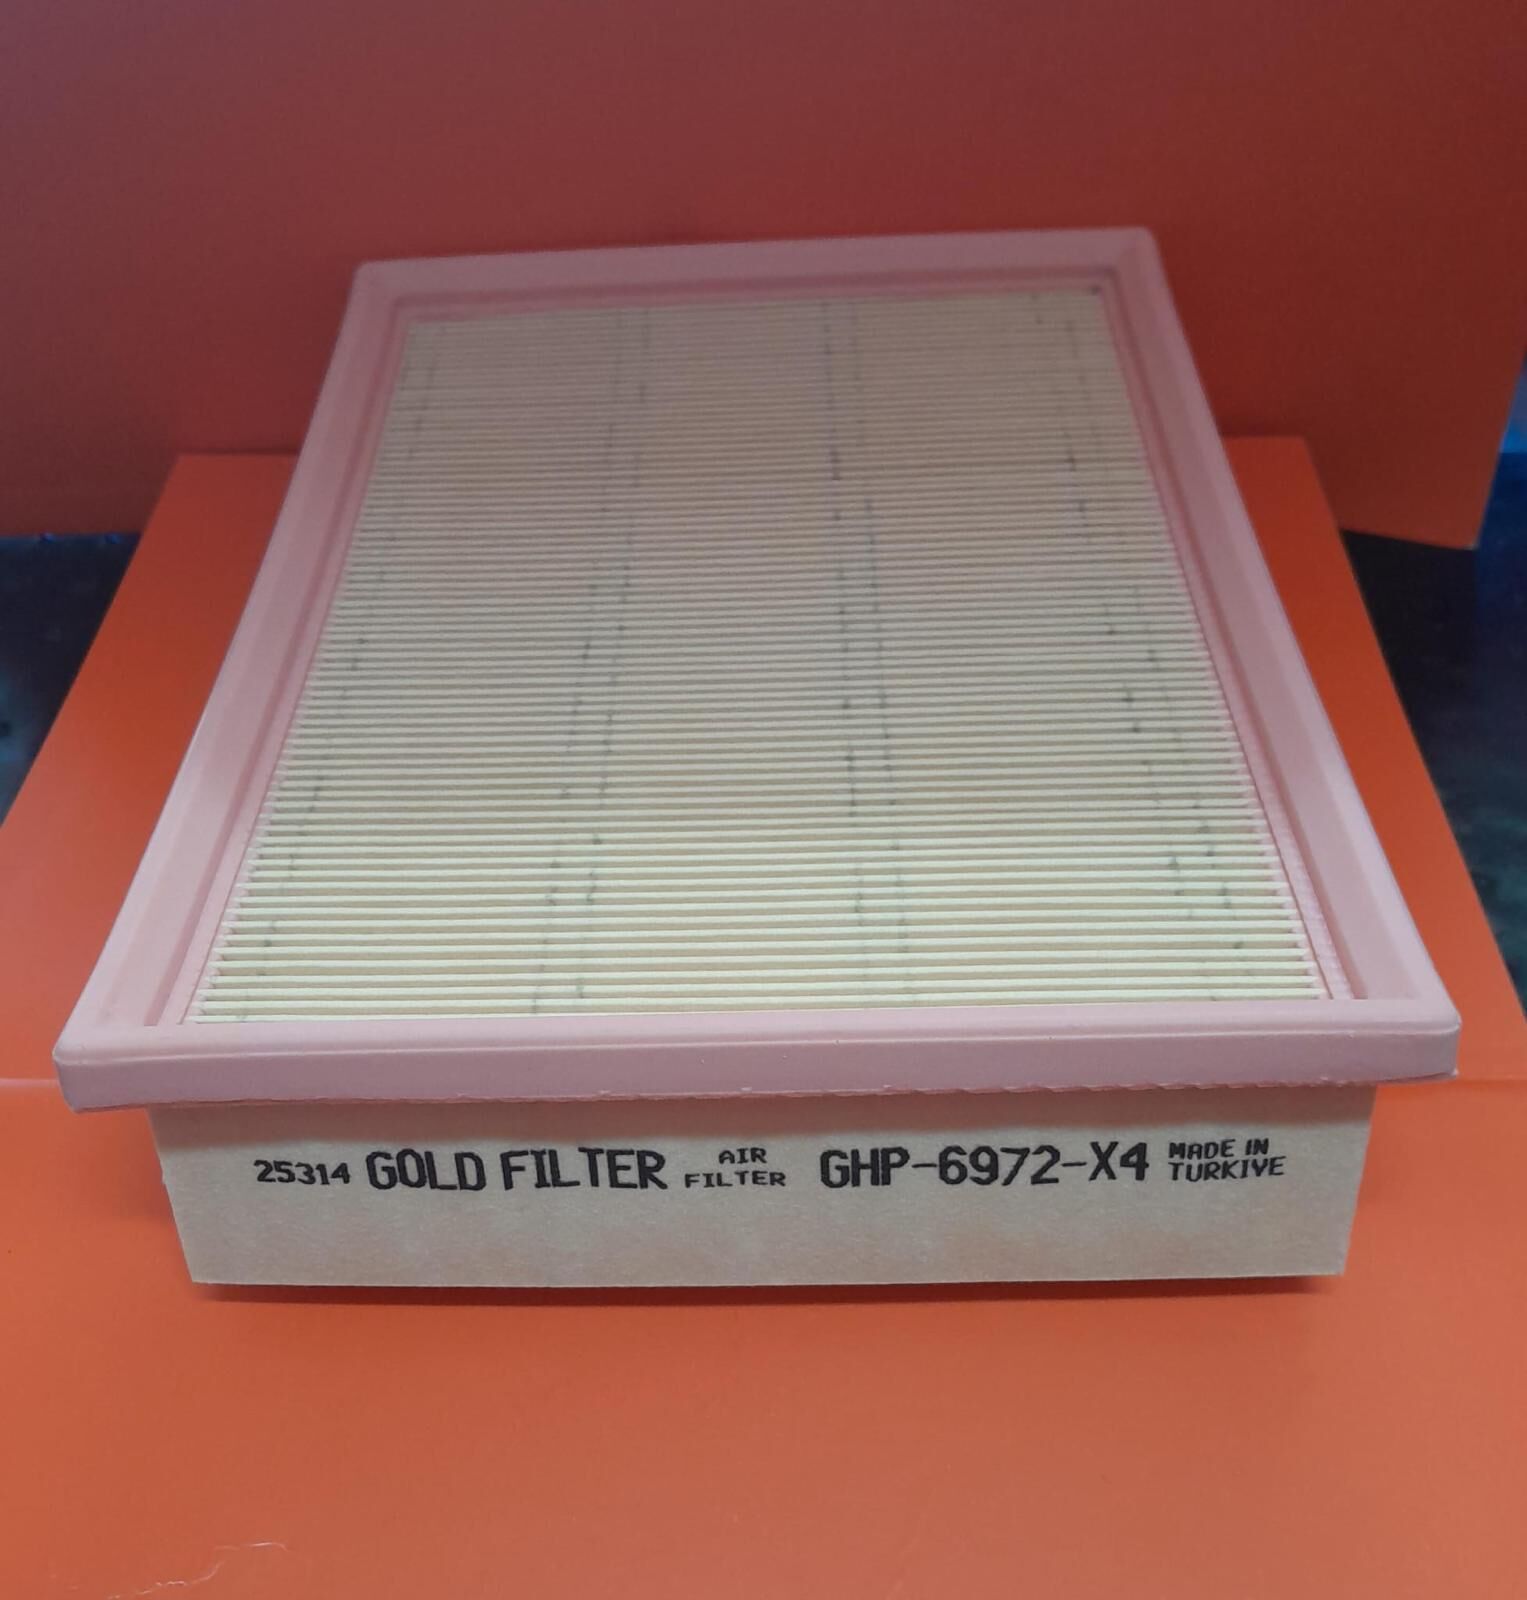 25314 GOLD FILTER AIR FILTER GHP-6972-X4 MADE IN TURKIYE